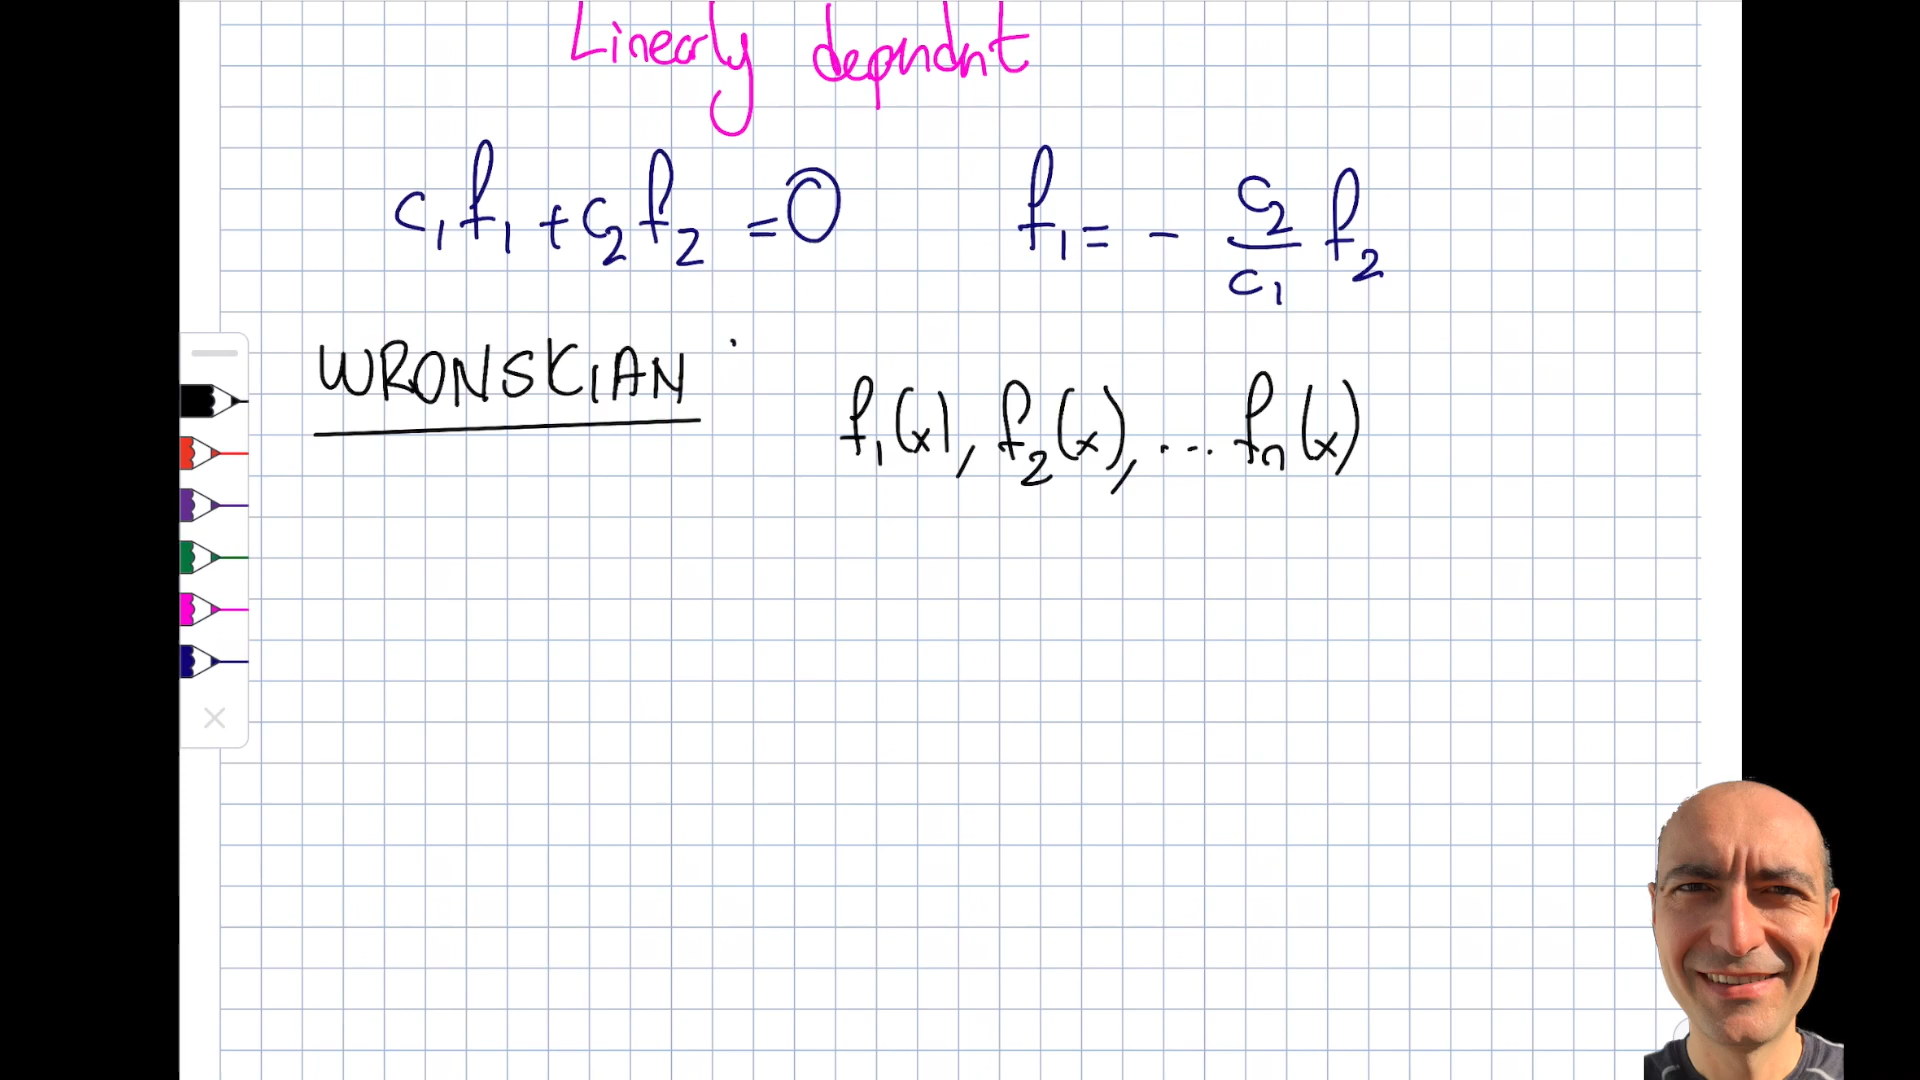 Linearly dependent
c₁f₁ + c₂f₂ = 0 f₁ = - c₂/c₁ f₂
WRONSKIAN :
f₁(x), f₂(x), ... fn(x)